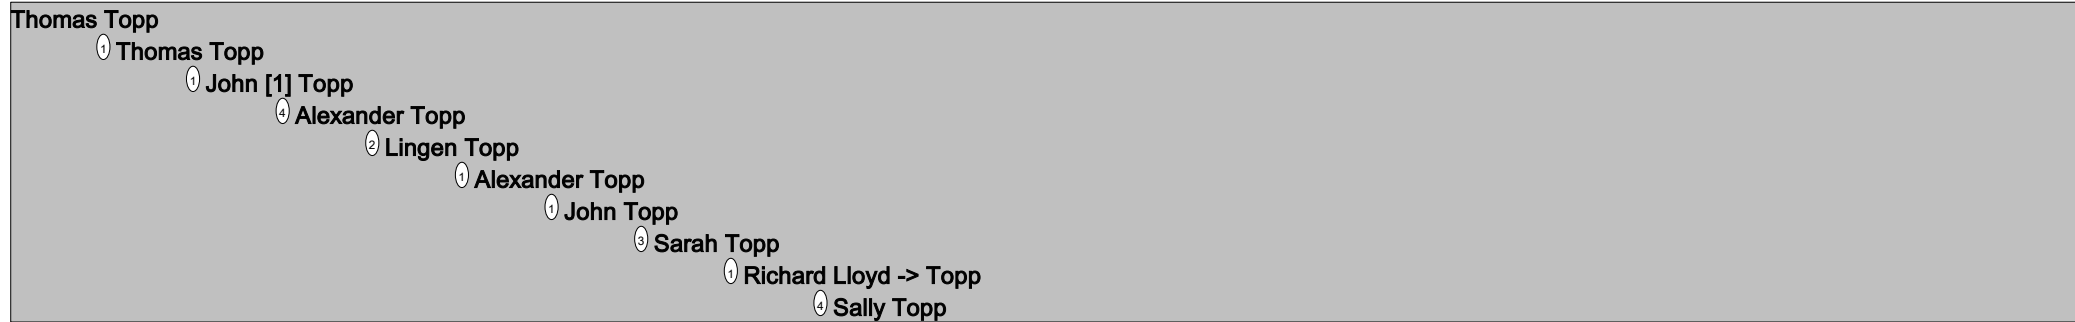 Thomas Topp
1 Thomas Topp
1 John [1] Topp
4 Alexander Topp
2 Lingen Topp
1 Alexander Topp
1 John Topp
3 Sarah Topp
1 Richard Lloyd -> Topp
4 Sally Topp